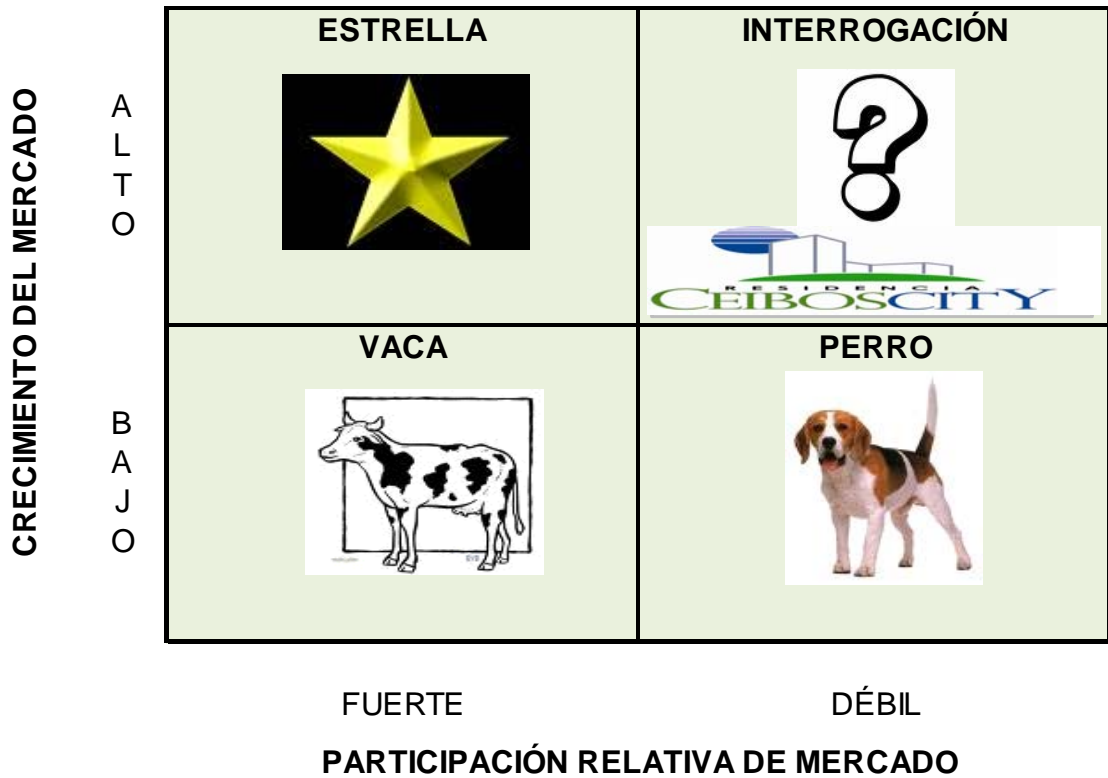 ESTRELLA
INTERROGACIÓN
CRECIMIENTO DEL MERCADO
A
L
T
O
RESIDENCIA
CEIBOSCITY
VACA
PERRO
B
A
J
O
FUERTE
DÉBIL
PARTICIPACIÓN RELATIVA DE MERCADO